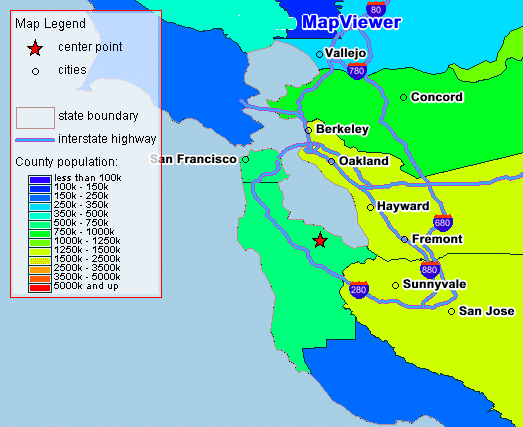 80
MapViewer
Map Legend
center point
cities
state boundary
interstate highway
County population:
less than 100k
100k - 150k
150k - 250k
250k - 350k
350k - 500k
500k - 750k
750k - 1000k
1000k - 1250k
1250k - 1500k
1500k - 2500k
2500k - 3500k
3500k - 5000k
5000k and up
Vallejo
780
Concord
Berkeley
San Francisco
Oakland
Hayward
680
Fremont
880
280
Sunnyvale
San Jose